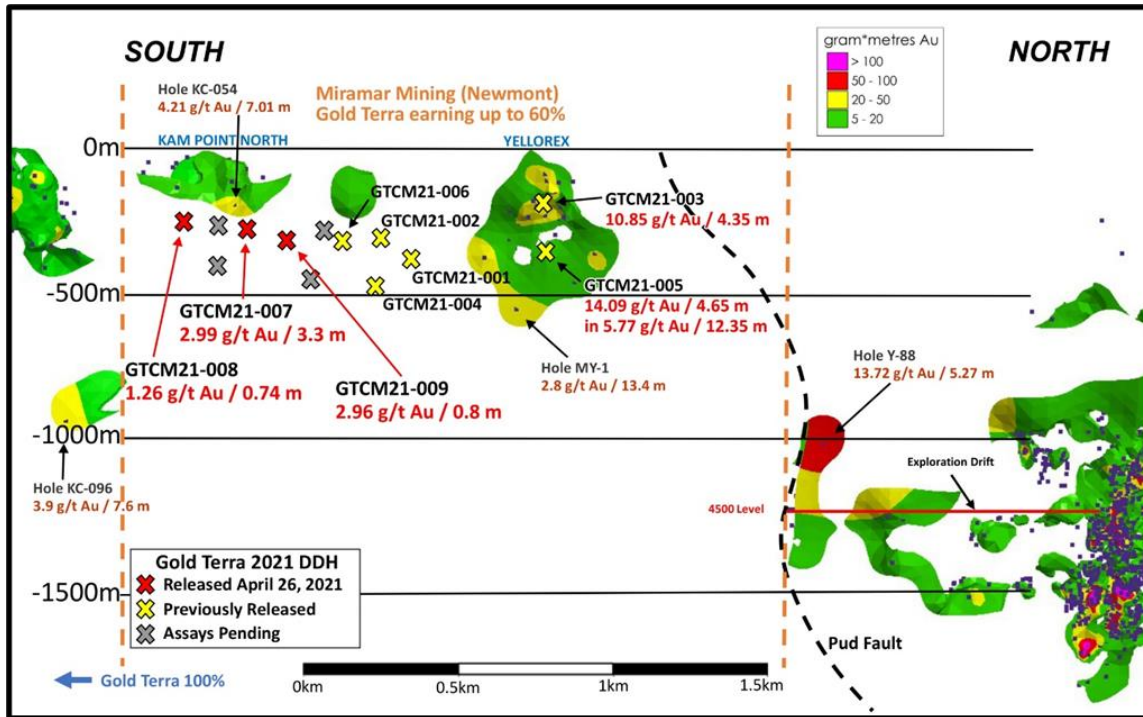 SOUTH
NORTH
gram*metres Au
> 100
50 - 100
20 - 50
5 - 20
Hole KC-054
4.21 g/t Au / 7.01 m
Miramar Mining (Newmont)
Gold Terra earning up to 60%
KAM POINT NORTH
YELLOREX
0m
GTCM21-006
GTCM21-002
GTCM21-003
10.85 g/t Au / 4.35 m
GTCM21-001
GTCM21-004
GTCM21-005
14.09 g/t Au / 4.65 m
in 5.77 g/t Au / 12.35 m
-500m
GTCM21-007
2.99 g/t Au / 3.3 m
GTCM21-008
1.26 g/t Au / 0.74 m
GTCM21-009
2.96 g/t Au / 0.8 m
Hole MY-1
2.8 g/t Au / 13.4 m
Hole Y-88
13.72 g/t Au / 5.27 m
-1000m
Exploration Drift
Hole KC-096
3.9 g/t Au / 7.6 m
4500 Level
Gold Terra 2021 DDH
Released April 26, 2021
Previously Released
Assays Pending
-1500m
Pud Fault
Gold Terra 100%
0km
0.5km
1km
1.5km